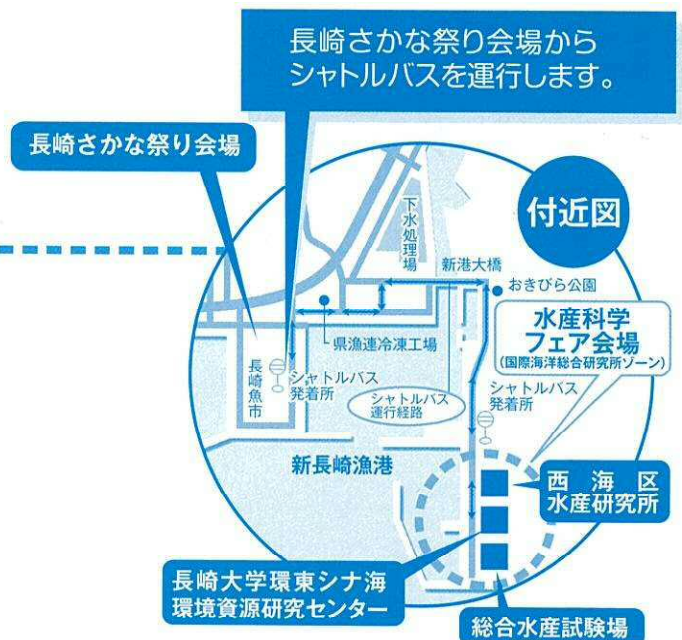 長崎さかな祭り会場から
シャトルバスを運行します。
長崎さかな祭り会場
付近図
下水処理場
新港大橋
おきびら公園
水産科学
フェア会場
(国際海洋総合研究所ゾーン)
県漁連冷凍工場
長崎魚市
シャトルバス
発着所
シャトルバス
運行経路
シャトルバス
発着所
新長崎漁港
西海区
水産研究所
長崎大学環東シナ海
環境資源研究センター
総合水産試験場